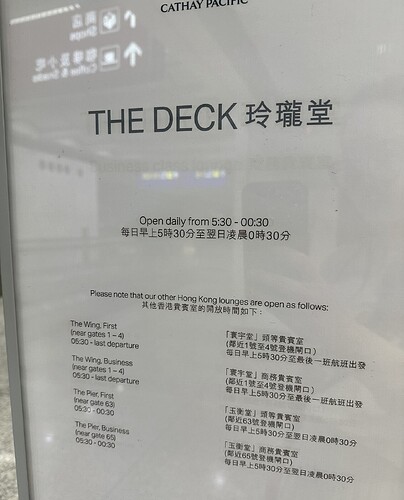 CATHAY PACIFIC
商店
Shops
咖啡及小吃
Coffee & Snacks
THE DECK 玲瓏堂
Open daily from 5:30 - 00:30
每日早上5時30分至翌日凌晨0時30分
Please note that our other Hong Kong lounges are open as follows:
其他香港貴賓室的開放時間如下：
The Wing, First
(near gates 1 – 4)
05:30 - last departure
「寰宇堂」頭等貴賓室
(鄰近1號至4號登機閘口)
每日早上5時30分至最後一班航班出發
The Wing, Business
(near gates 1 – 4)
05:30 - last departure
「寰宇堂」商務貴賓室
(鄰近1號至4號登機閘口)
每日早上5時30分至最後一班航班出發
The Pier, First
(near gate 63)
05:30 - 00:30
「玉衡堂」頭等貴賓室
(鄰近63號登機閘口)
每日早上5時30分至翌日凌晨0時30分
The Pier, Business
(near gate 65)
05:30 - 00:30
「玉衡堂」商務貴賓室
(鄰近65號登機閘口)
每日早上5時30分至翌日凌晨0時30分